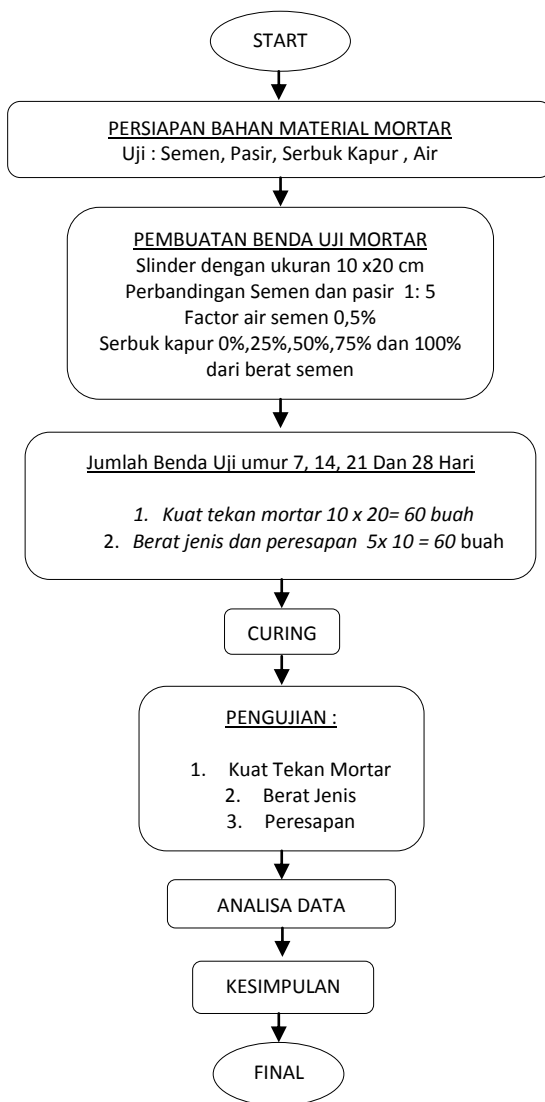 START
PERSIAPAN BAHAN MATERIAL MORTAR
Uji : Semen, Pasir, Serbuk Kapur , Air
PEMBUATAN BENDA UJI MORTAR
Slinder dengan ukuran 10 x20 cm
Perbandingan Semen dan pasir 1: 5
Factor air semen 0,5%
Serbuk kapur 0%,25%,50%,75% dan 100%
dari berat semen
Jumlah Benda Uji umur 7, 14, 21 Dan 28 Hari
1. Kuat tekan mortar 10 x 20= 60 buah
2. Berat jenis dan peresapan 5x 10 = 60 buah
CURING
PENGUJIAN :
1. Kuat Tekan Mortar
2. Berat Jenis
3. Peresapan
ANALISA DATA
KESIMPULAN
FINAL